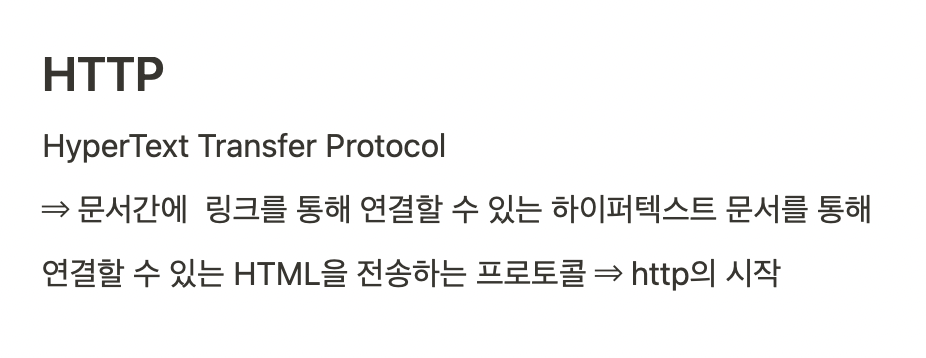 HTTP
HyperText Transfer Protocol
⇒ 문서간에  링크를 통해 연결할 수 있는 하이퍼텍스트 문서를 통해
연결할 수 있는 HTML을 전송하는 프로토콜 ⇒ http의 시작